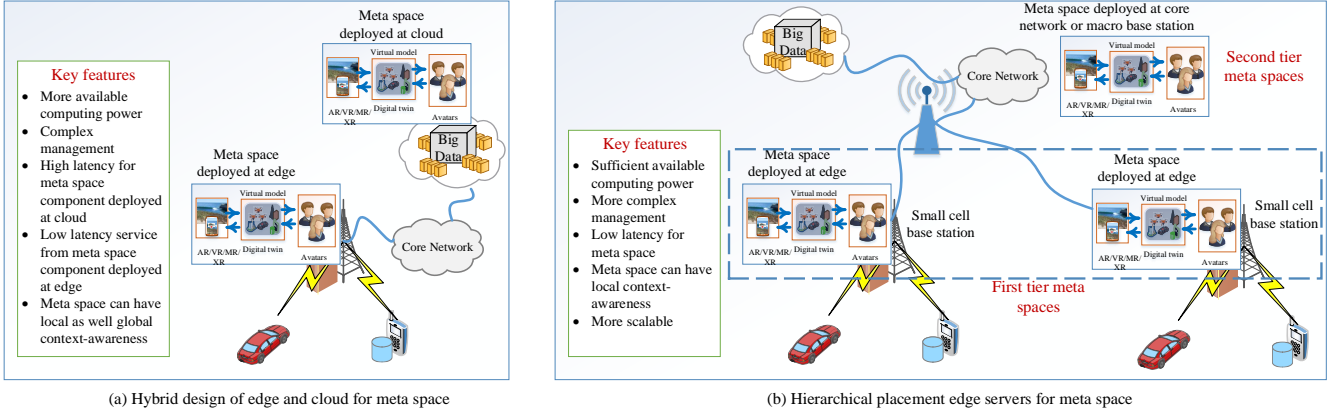 Meta space
deployed at cloud
Virtual model
AR/VR/MR/
XR
Digital twin
Avatars
Key features
• More available
computing power
• Complex
management
• High latency for
meta space
component deployed
at cloud
• Low latency service
from meta space
component deployed
at edge
• Meta space can have
local as well global
context-awareness
Big
Data
Meta space
deployed at edge
Virtual model
AR/VR/MR/
XR
Digital twin
Avatars
Core Network
(a) Hybrid design of edge and cloud for meta space
Big
Data
Core Network
Meta space deployed at core
network or macro base station
Virtual model
AR/VR/MR/
XR
Digital twin
Avatars
Second tier
meta spaces
Key features
• Sufficient available
computing power
• More complex
management
• Low latency for
meta space
• Meta space can have
local context-
awareness
• More scalable
Meta space
deployed at edge
Virtual model
AR/VR/MR/
XR
Digital twin
Avatars
Small cell
base station
Meta space
deployed at edge
Virtual model
AR/VR/MR/
XR
Digital twin
Avatars
Small cell
base station
First tier meta
spaces
(b) Hierarchical placement edge servers for meta space